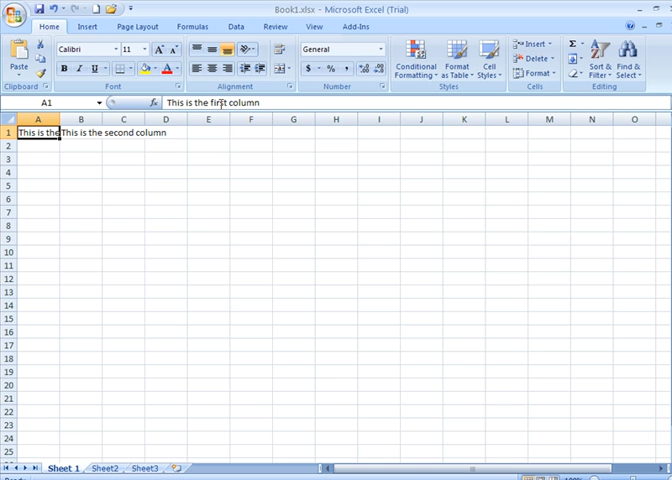 Book1.xlsx - Microsoft Excel (Trial)
Home Insert Page Layout Formulas Data Review View Add-Ins
Paste Calibri 11 General Conditional Formatting Format as Table Cell Styles Insert Delete Format Sort & Filter Find & Select
B I U $ % ,
Clipboard Font Alignment Number Styles Cells Editing
A1 fx This is the first column
A B C D E F G H I J K L M N O
1 This is the This is the second column
2
3
4
5
6
7
8
9
10
11
12
13
14
15
16
17
18
19
20
21
22
23
24
25
Sheet 1 Sheet2 Sheet3